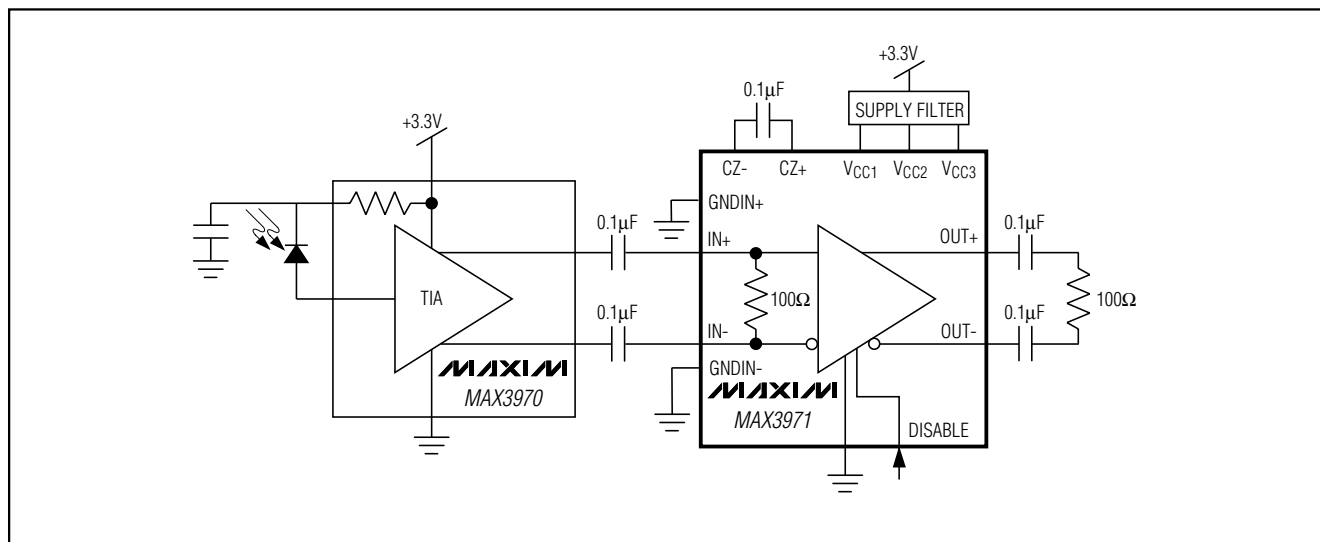 +3.3V
0.1µF
SUPPLY FILTER
+3.3V
CZ-
CZ+
VCC1
VCC2
VCC3
GNDIN+
0.1µF
IN+
OUT+
0.1µF
TIA
100Ω
100Ω
0.1µF
IN-
OUT-
0.1µF
GNDIN-
MAXIM
MAX3970
MAXIM
MAX3971
DISABLE